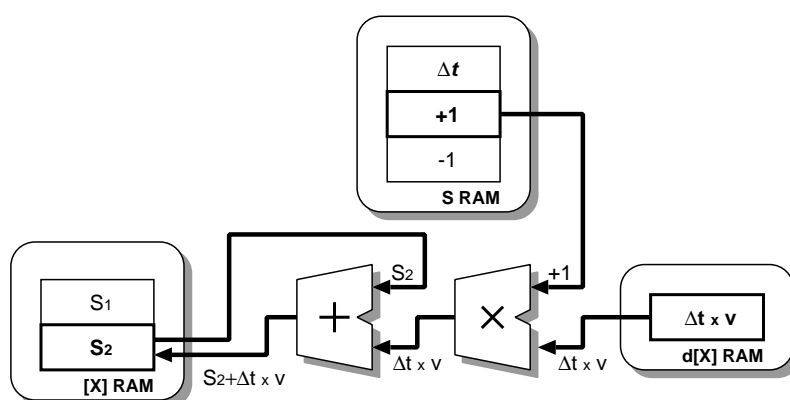 Δt
+1
-1
S RAM
S1
S2
[X] RAM
S2
+
Δt x v
S2+Δt x v
+1
×
Δt x v
Δt x v
d[X] RAM